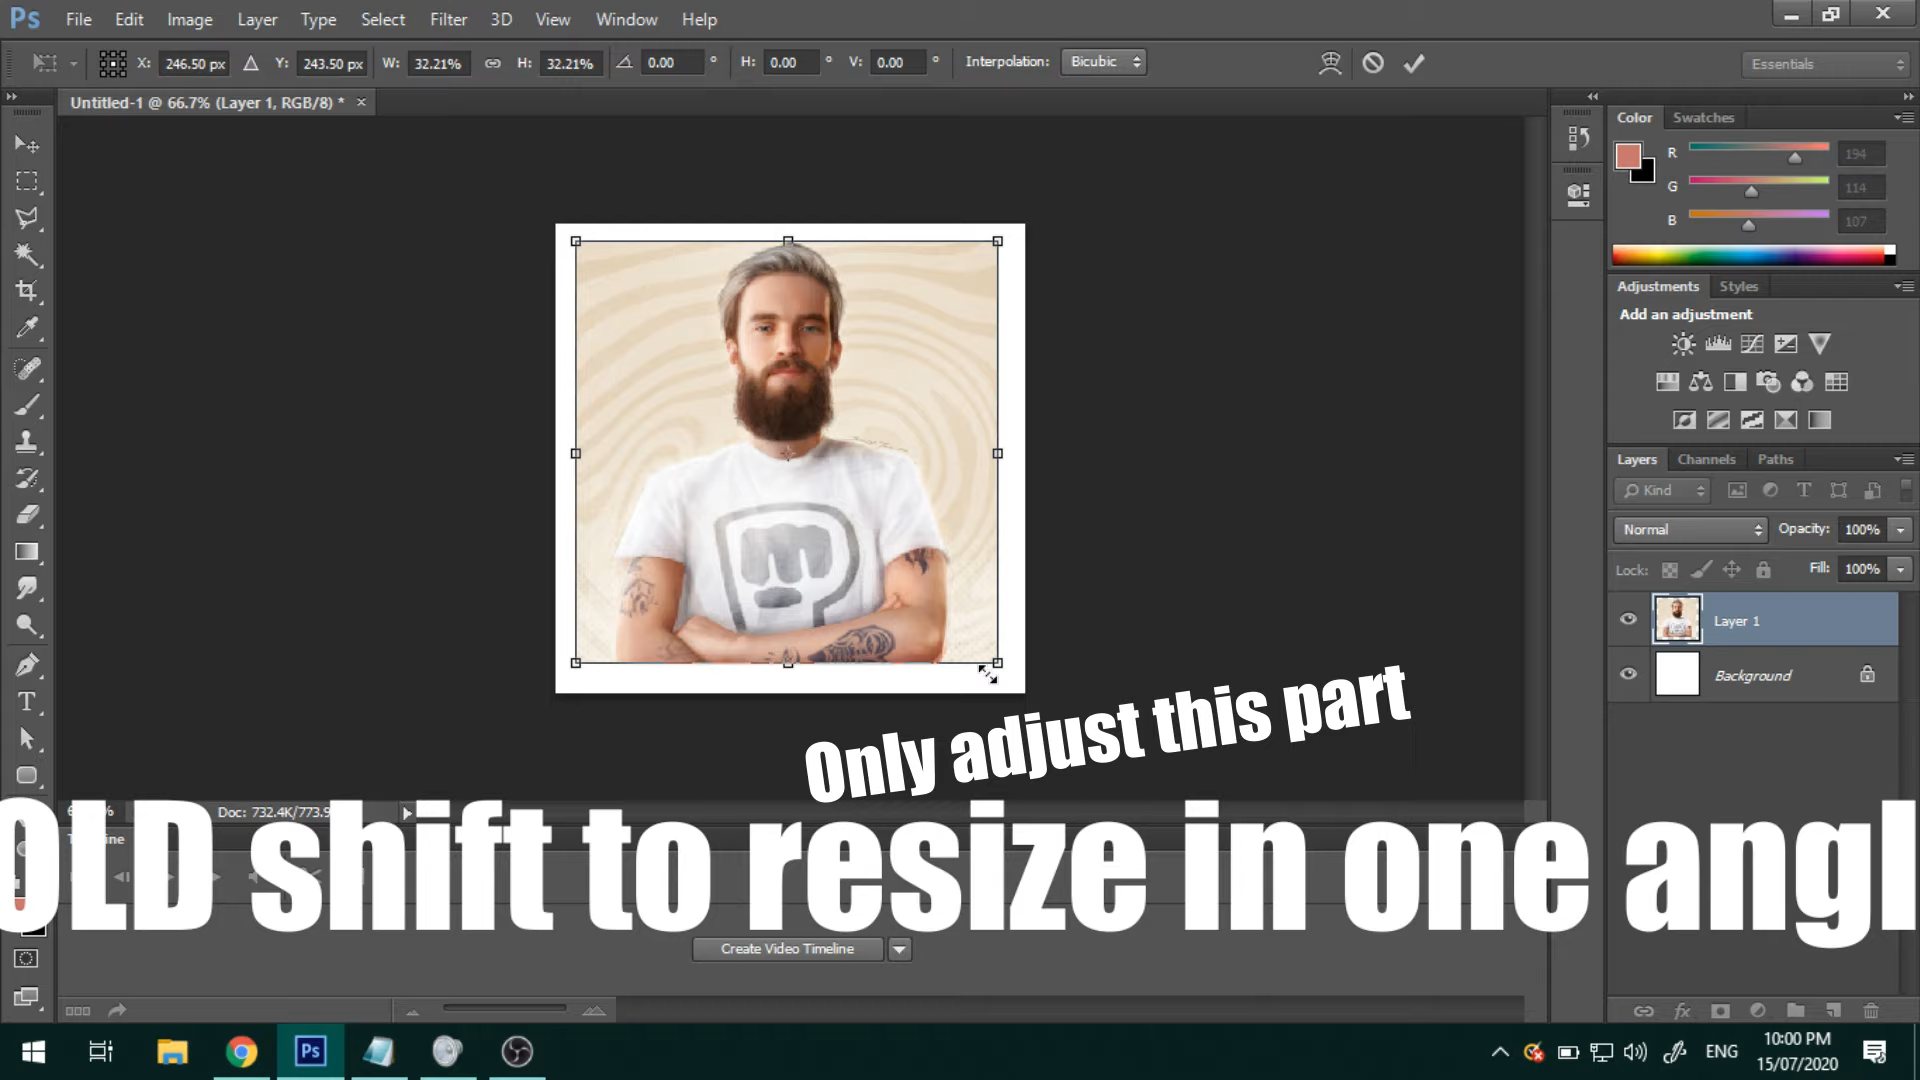 Ps File Edit Image Layer Type Select Filter 3D View Window Help
X: 246.50 px Y: 243.50 px W: 32.21% H: 32.21% 0.00 ° H: 0.00 ° V: 0.00 ° Interpolation: Bicubic Essentials
Untitled-1 @ 66.7% (Layer 1, RGB/8) * ×
Color Swatches
R 194
G 114
B 107
Adjustments Styles
Add an adjustment
Layers Channels Paths
Kind
Normal Opacity: 100%
Lock: Fill: 100%
Layer 1
Background
Only adjust this part
Doc: 732.4K/773.9
OLD shift to resize in one angl
Create Video Timeline
Ps ENG 10:00 PM
15/07/2020